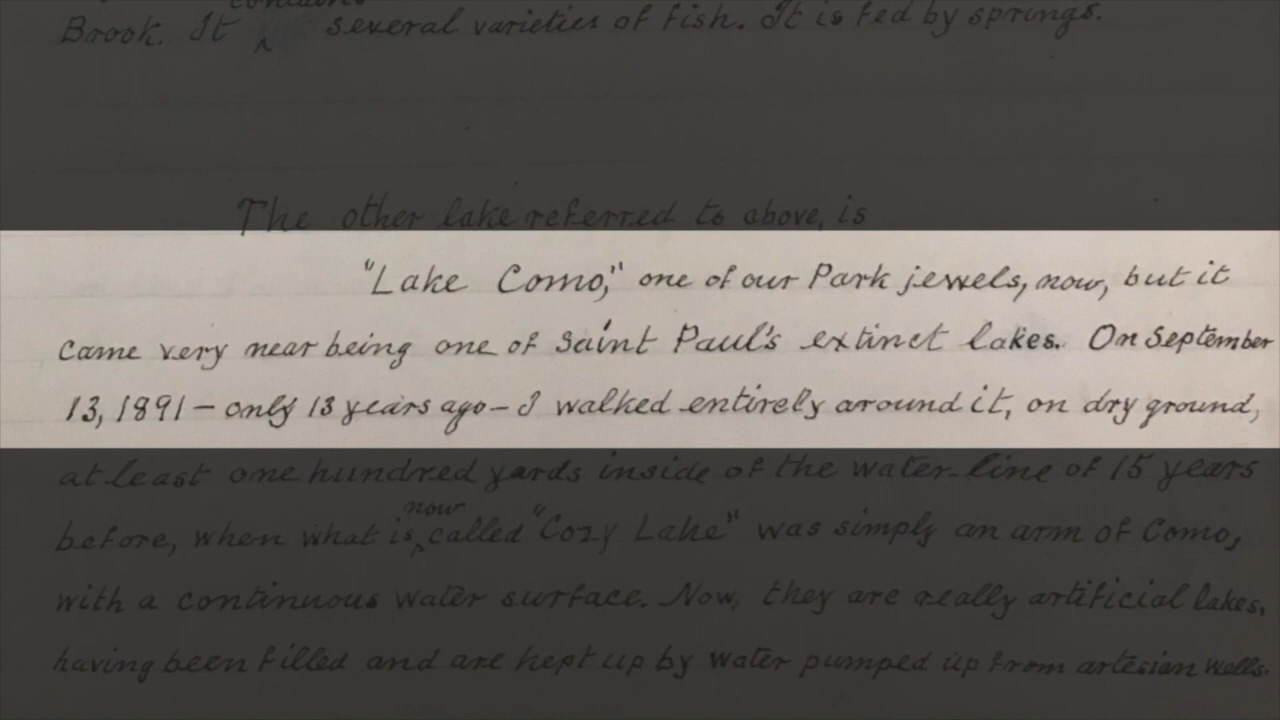 contains
Brook. It ^ several varieties of fish. It is fed by springs.
The other lake referred to above, is
"Lake Como," one of our Park jewels, now, but it
came very near being one of Saint Paul's extinct lakes. On September
13, 1891 – only 13 years ago – I walked entirely around it, on dry ground,
at least one hundred yards inside of the water-line of 15 years
now
before, when what is ^ called "Cozy Lake" was simply an arm of Como,
with a continuous water surface. Now, they are really artificial lakes,
having been filled and are kept up by water pumped up from artesian wells.